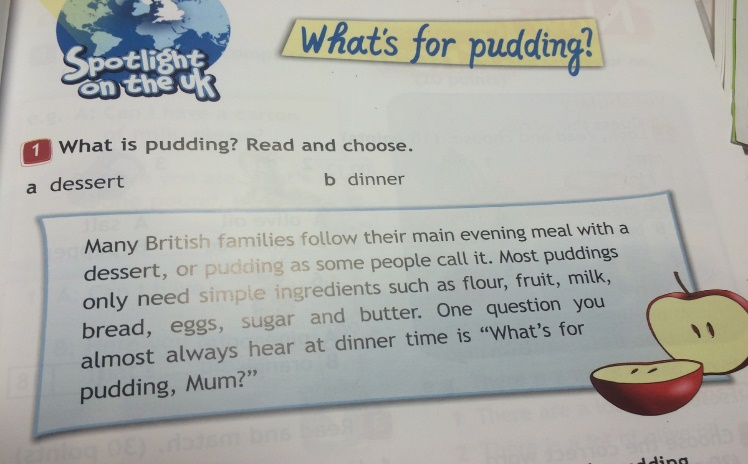 Spotlight
on the UK
What's for pudding?
1 What is pudding? Read and choose.
a dessert b dinner
Many British families follow their main evening meal with a
dessert, or pudding as some people call it. Most puddings
only need simple ingredients such as flour, fruit, milk,
bread, eggs, sugar and butter. One question you
almost always hear at dinner time is “What's for
pudding, Mum?”